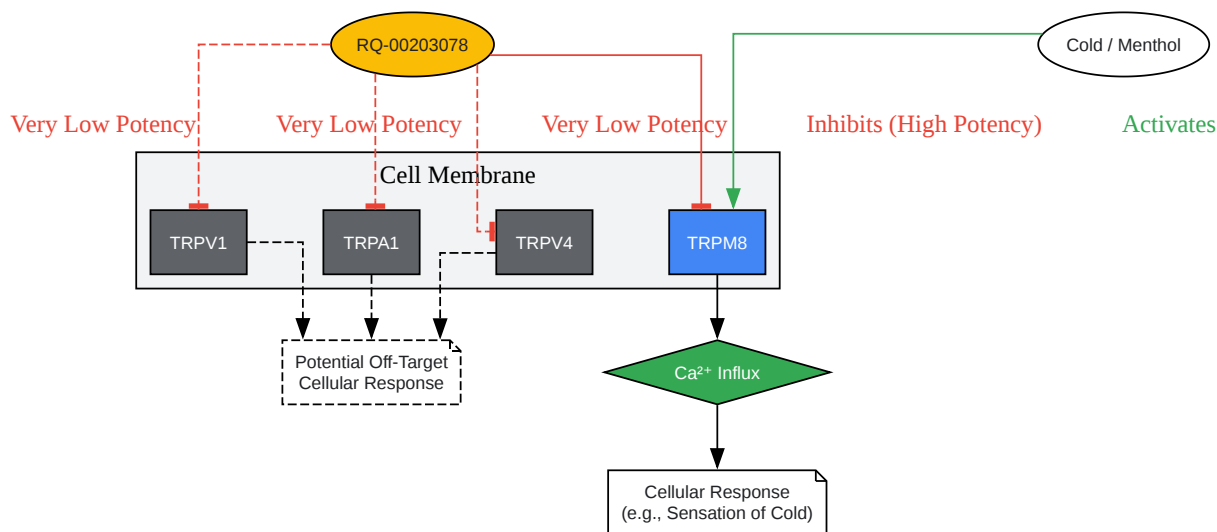 RQ-00203078
Cold / Menthol
Very Low Potency
Very Low Potency
Very Low Potency
Inhibits (High Potency)
Activates
Cell Membrane
TRPV1
TRPA1
TRPV4
TRPM8
Potential Off-Target
Cellular Response
Ca²⁺ Influx
Cellular Response
(e.g., Sensation of Cold)